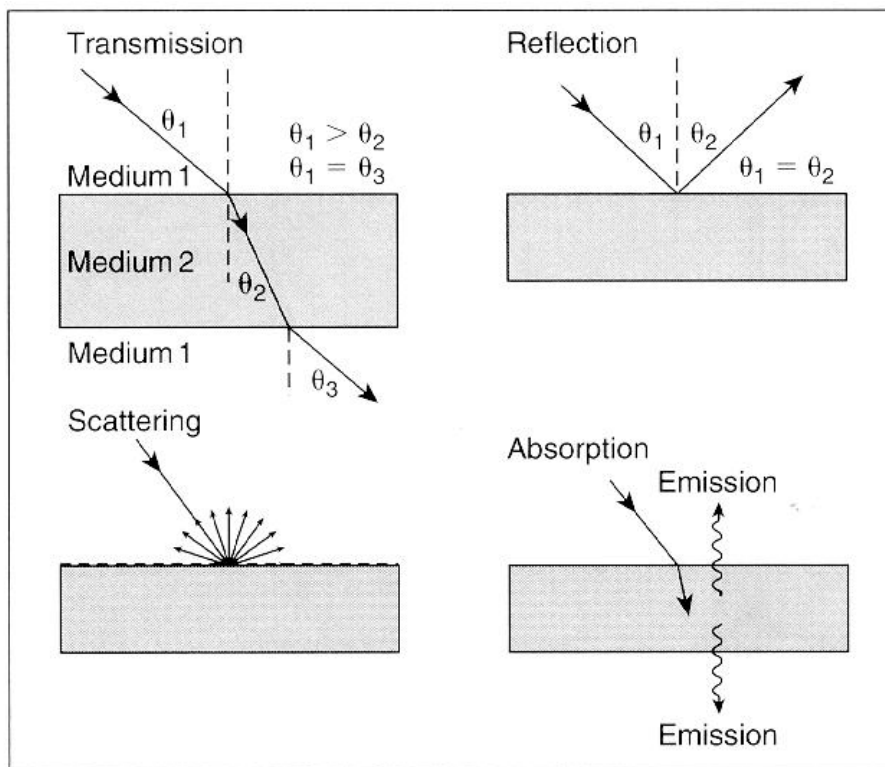 Transmission
θ₁
θ₁ > θ₂
θ₁ = θ₃
Medium 1
Medium 2
θ₂
Medium 1
θ₃
Reflection
θ₁
θ₂
θ₁ = θ₂
Scattering
Absorption
Emission
Emission